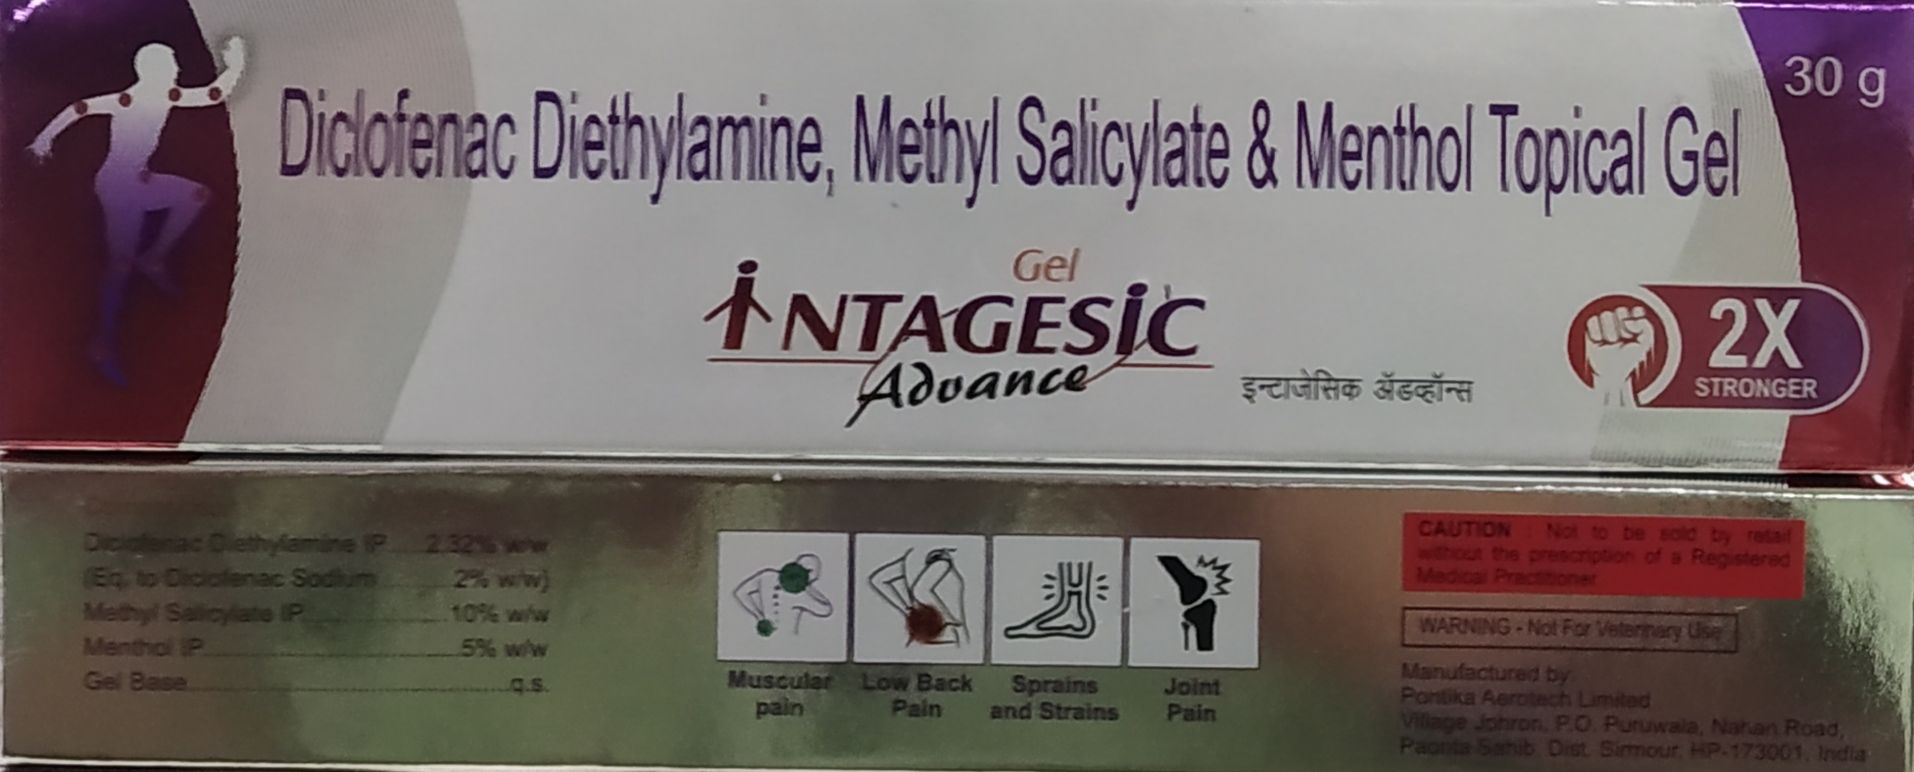 30 g
Diclofenac Diethylamine, Methyl Salicylate & Menthol Topical Gel
Gel
iNTAGESiC
Advance
इन्टाजेसिक ॲडव्हॉन्स
2X
STRONGER
Diclofenac Diethylamine IP 2.32% w/w
(Eq. to Diclofenac Sodium 2% w/w)
Methyl Salicylate IP 10% w/w
Menthol IP 5% w/w
Gel Base q.s.
Muscular
pain
Low Back
Pain
Sprains
and Strains
Joint
Pain
CAUTION : Not to be sold by retail
without the prescription of a Registered
Medical Practitioner
WARNING - Not For Veterinary Use
Manufactured by:
Pontika Aerotech Limited
Village Johron, P.O. Puruwala, Nahan Road,
Paonta Sahib, Dist. Sirmour, HP-173001, India